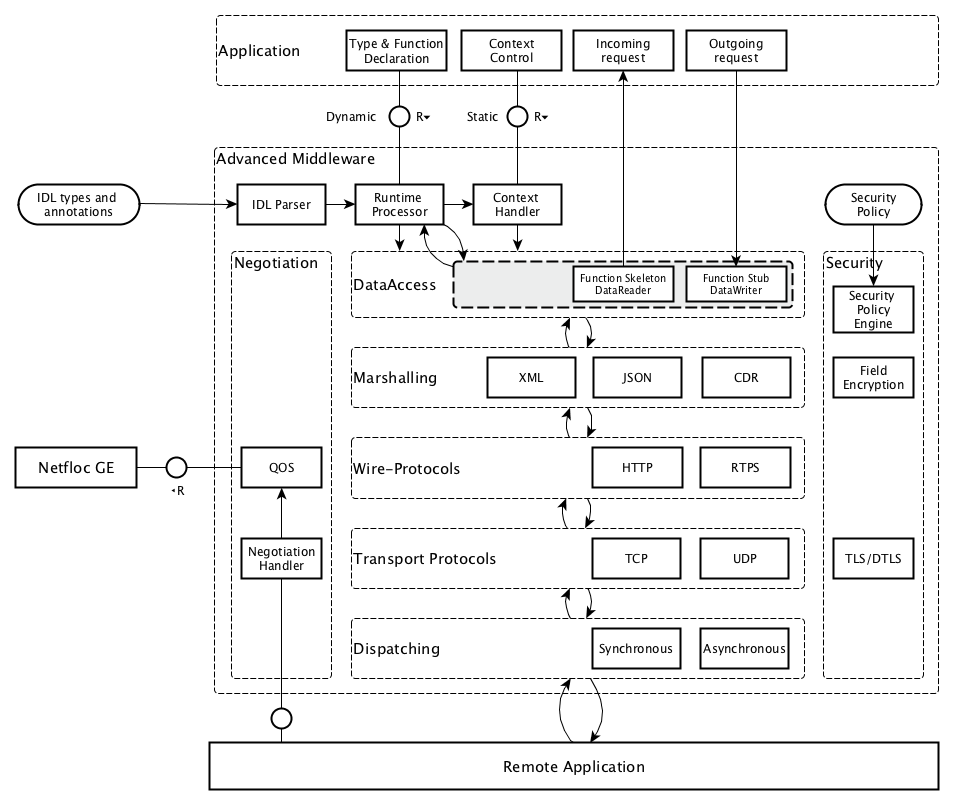 Application
Type & Function
Declaration
Context
Control
Incoming
request
Outgoing
request
Dynamic
R▾
Static
R▾
Advanced Middleware
IDL types and
annotations
IDL Parser
Runtime
Processor
Context
Handler
Security
Policy
Negotiation
DataAccess
Function Skeleton
DataReader
Function Stub
DataWriter
Security
Security
Policy
Engine
Marshalling
XML
JSON
CDR
Field
Encryption
Netfloc GE
◂R
QOS
Wire-Protocols
HTTP
RTPS
Negotiation
Handler
Transport Protocols
TCP
UDP
TLS/DTLS
Dispatching
Synchronous
Asynchronous
Remote Application